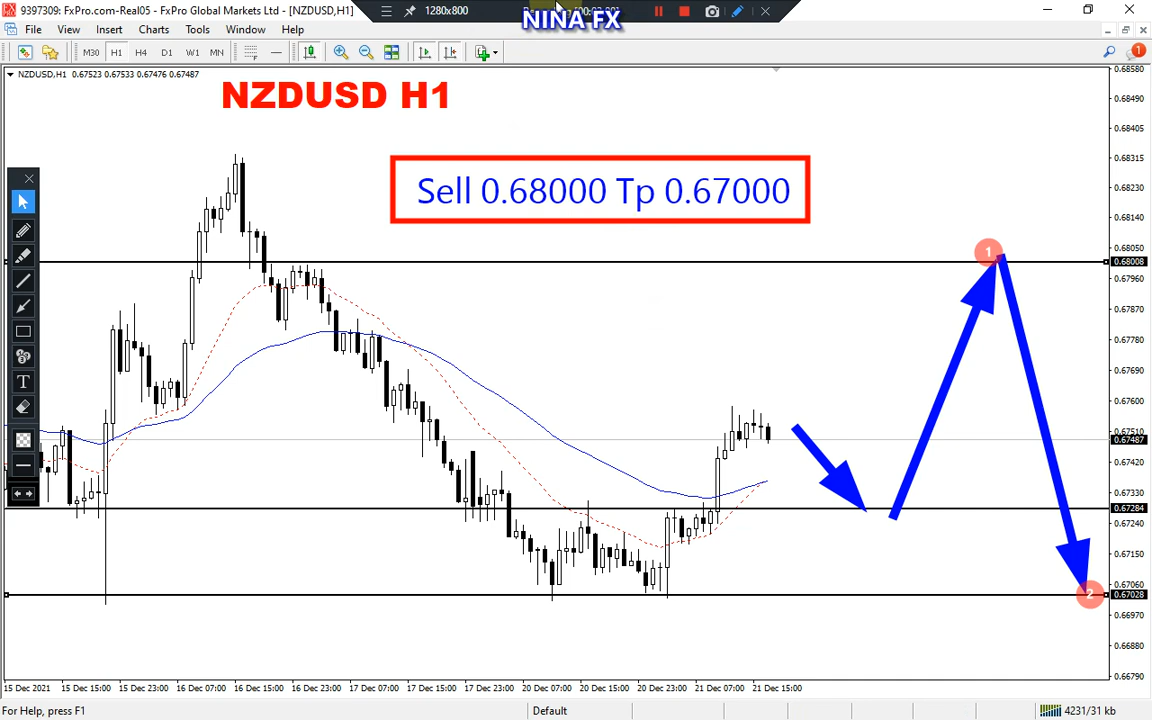 9397309: FxPro.com-Real05 - FxPro Global Markets Ltd - [NZDUSD,H1]
1280x800
NINA FX
File View Insert Charts Tools Window Help
M30 H1 H4 D1 W1 MN
1
NZDUSD,H1 0.67523 0.67533 0.67476 0.67487
NZDUSD H1
Sell 0.68000 Tp 0.67000
0.68580
0.68490
0.68405
0.68315
0.68230
0.68140
0.68050
0.68008
0.67960
0.67870
0.67780
0.67690
0.67600
0.67510
0.67487
0.67420
0.67330
0.67284
0.67240
0.67150
0.67060
0.67028
0.66970
0.66880
0.66790
1
2
T
15 Dec 2021 15 Dec 15:00 15 Dec 23:00 16 Dec 07:00 16 Dec 15:00 16 Dec 23:00 17 Dec 07:00 17 Dec 15:00 17 Dec 23:00 20 Dec 07:00 20 Dec 15:00 20 Dec 23:00 21 Dec 07:00 21 Dec 15:00
For Help, press F1
Default
4231/31 kb